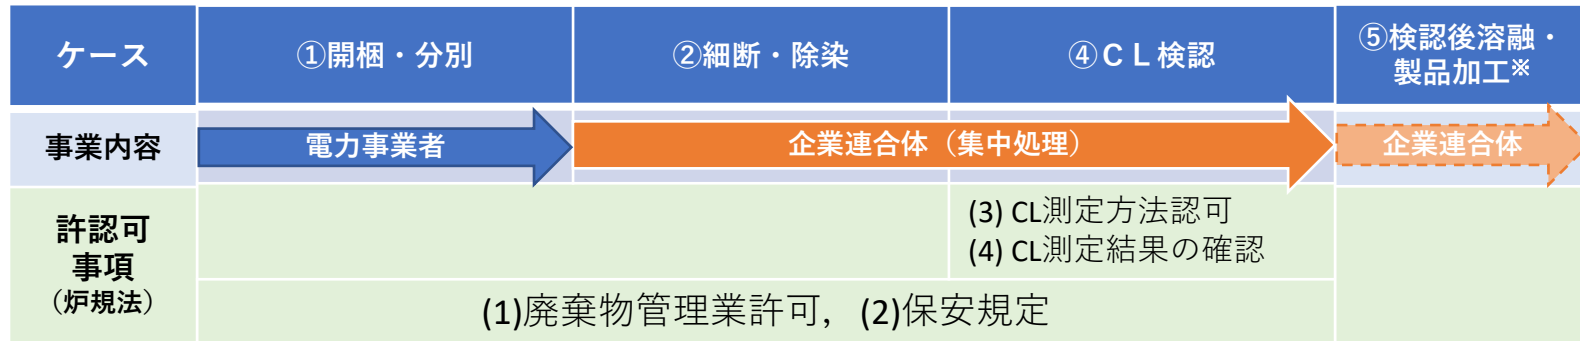 ケース
①開梱・分別
②細断・除染
④ＣＬ検認
⑤検認後溶融・
製品加工※
事業内容
電力事業者
企業連合体（集中処理）
企業連合体
許認可
事項
（炉規法）
(3) CL測定方法認可
(4) CL測定結果の確認
(1)廃棄物管理業許可，(2)保安規定